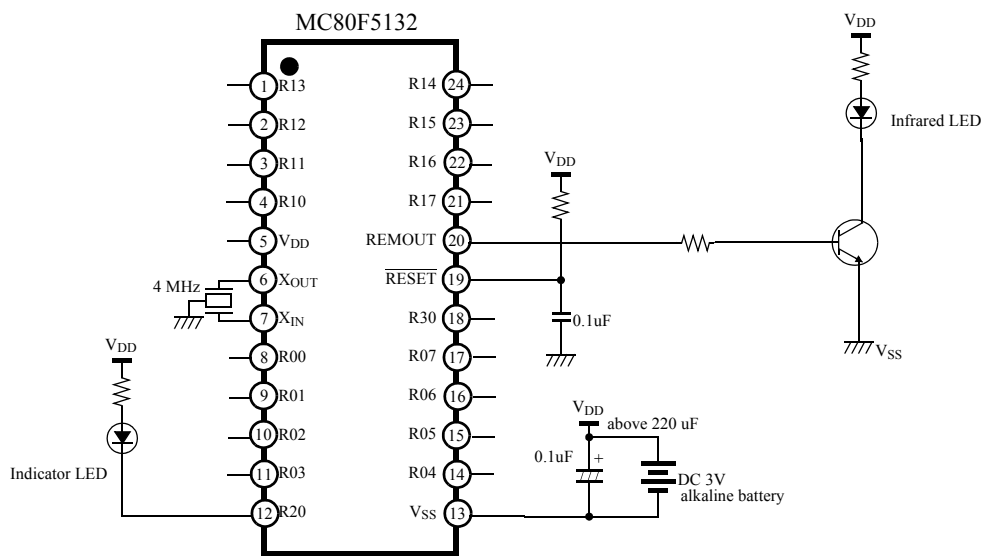 MC80F5132
1 R13
2 R12
3 R11
4 R10
5 VDD
6 XOUT
7 XIN
8 R00
9 R01
10 R02
11 R03
12 R20
R14 24
R15 23
R16 22
R17 21
REMOUT 20
RESET 19
R30 18
R07 17
R06 16
R05 15
R04 14
VSS 13
4 MHz
VDD
Indicator LED
VDD
0.1uF
VDD
Infrared LED
VSS
VDD
above 220 uF
0.1uF
+
DC 3V
alkaline battery